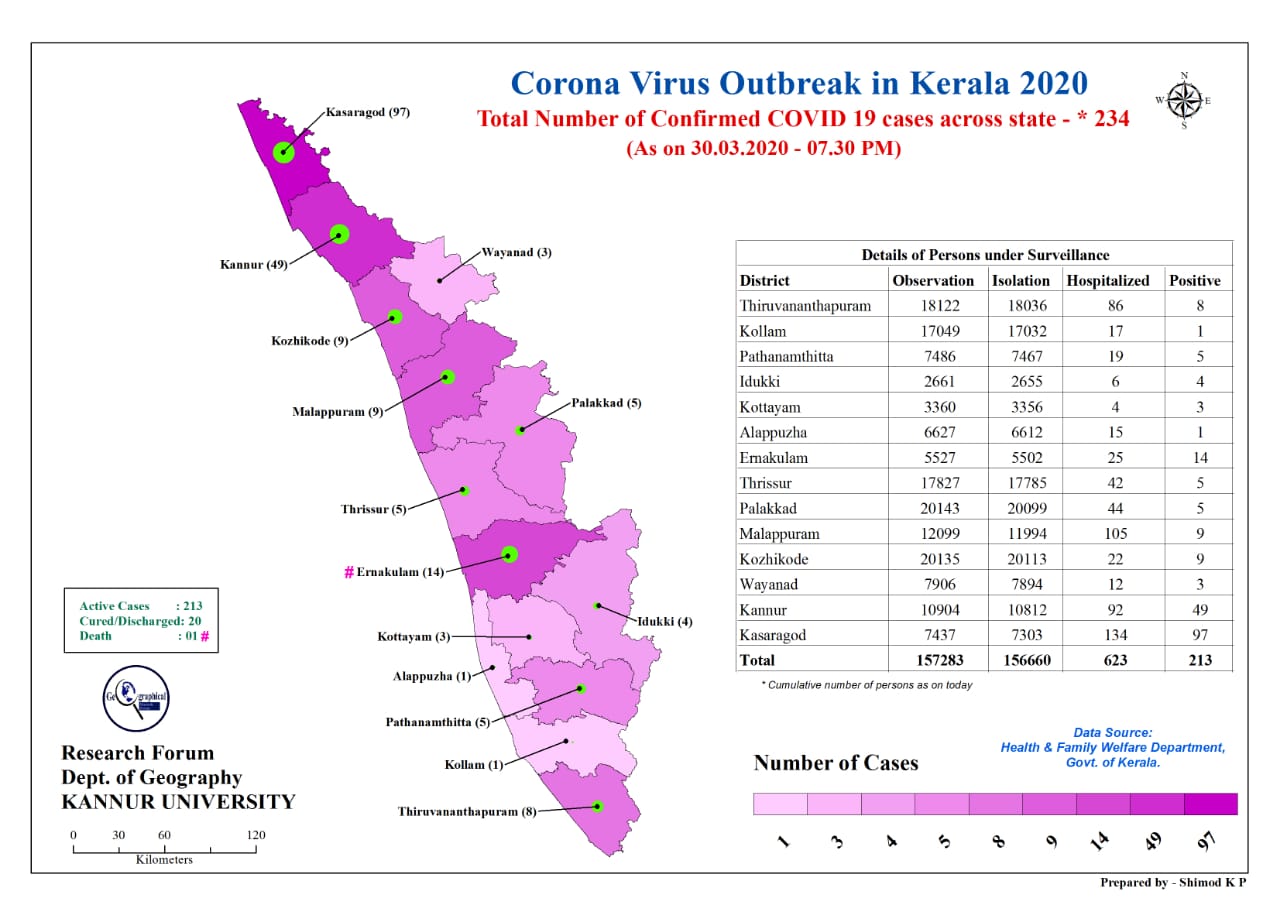 Corona Virus Outbreak in Kerala 2020
Total Number of Confirmed COVID 19 cases across state - * 234
(As on 30.03.2020 - 07.30 PM)
N
W E
S
Kasaragod (97)
Kannur (49)
Wayanad (3)
Kozhikode (9)
Malappuram (9)
Palakkad (5)
Thrissur (5)
# Ernakulam (14)
Idukki (4)
Kottayam (3)
Alappuzha (1)
Pathanamthitta (5)
Kollam (1)
Thiruvananthapuram (8)
Details of Persons under Surveillance
District Observation Isolation Hospitalized Positive
Thiruvananthapuram 18122 18036 86 8
Kollam 17049 17032 17 1
Pathanamthitta 7486 7467 19 5
Idukki 2661 2655 6 4
Kottayam 3360 3356 4 3
Alappuzha 6627 6612 15 1
Ernakulam 5527 5502 25 14
Thrissur 17827 17785 42 5
Palakkad 20143 20099 44 5
Malappuram 12099 11994 105 9
Kozhikode 20135 20113 22 9
Wayanad 7906 7894 12 3
Kannur 10904 10812 92 49
Kasaragod 7437 7303 134 97
Total 157283 156660 623 213
* Cumulative number of persons as on today
Active Cases : 213
Cured/Discharged: 20
Death : 01 #
Geographical
Research Forum
Dept. of Geography
KANNUR UNIVERSITY
0 30 60 120
Kilometers
Data Source:
Health & Family Welfare Department,
Govt. of Kerala.
Number of Cases
1 3 4 5 8 9 14 49 97
Prepared by - Shimod K P